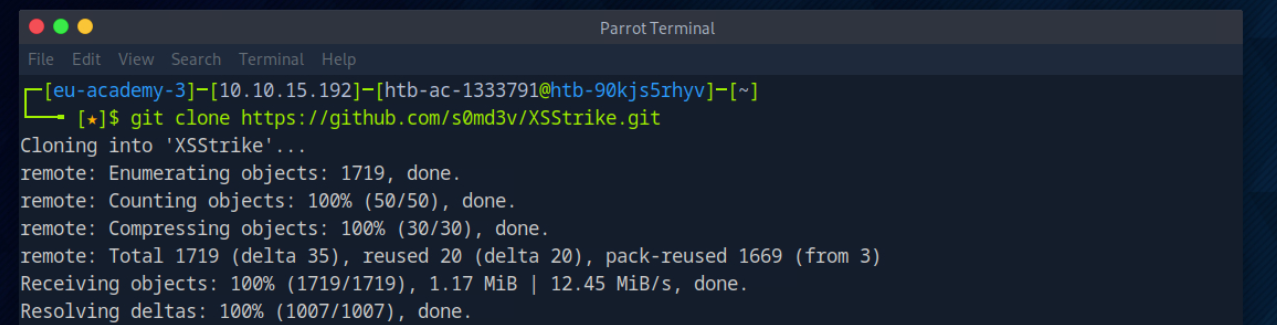 Parrot Terminal
File Edit View Search Terminal Help
┌─[eu-academy-3]─[10.10.15.192]─[htb-ac-1333791@htb-90kjs5rhyv]─[~]
└──╼ [★]$ git clone https://github.com/s0md3v/XSStrike.git
Cloning into 'XSStrike'...
remote: Enumerating objects: 1719, done.
remote: Counting objects: 100% (50/50), done.
remote: Compressing objects: 100% (30/30), done.
remote: Total 1719 (delta 35), reused 20 (delta 20), pack-reused 1669 (from 3)
Receiving objects: 100% (1719/1719), 1.17 MiB | 12.45 MiB/s, done.
Resolving deltas: 100% (1007/1007), done.